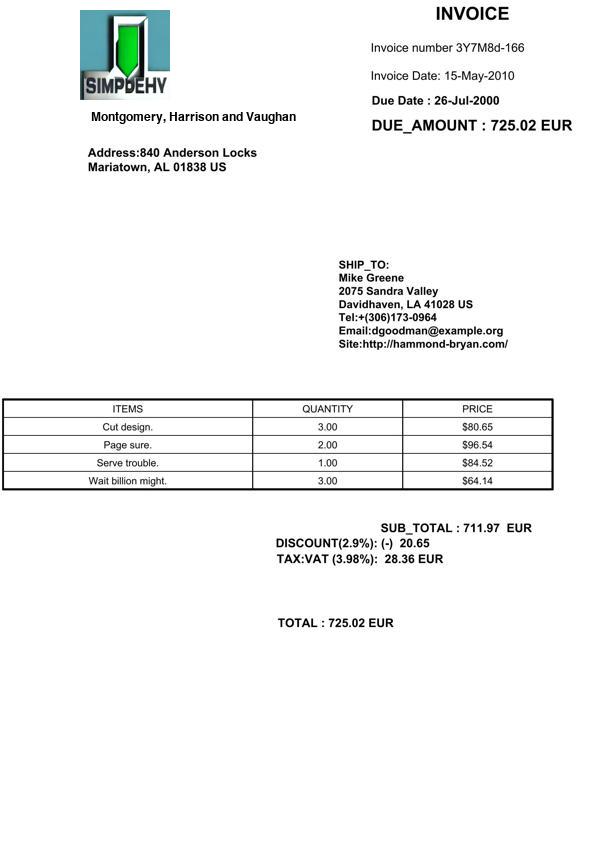 SIMPDEHY
Montgomery, Harrison and Vaughan
Address:840 Anderson Locks
Mariatown, AL 01838 US
INVOICE
Invoice number 3Y7M8d-166
Invoice Date: 15-May-2010
Due Date : 26-Jul-2000
DUE_AMOUNT : 725.02 EUR
SHIP_TO:
Mike Greene
2075 Sandra Valley
Davidhaven, LA 41028 US
Tel:+(306)173-0964
Email:dgoodman@example.org
Site:http://hammond-bryan.com/
ITEMS QUANTITY PRICE
Cut design. 3.00 $80.65
Page sure. 2.00 $96.54
Serve trouble. 1.00 $84.52
Wait billion might. 3.00 $64.14
SUB_TOTAL : 711.97 EUR
DISCOUNT(2.9%): (-) 20.65
TAX:VAT (3.98%): 28.36 EUR
TOTAL : 725.02 EUR